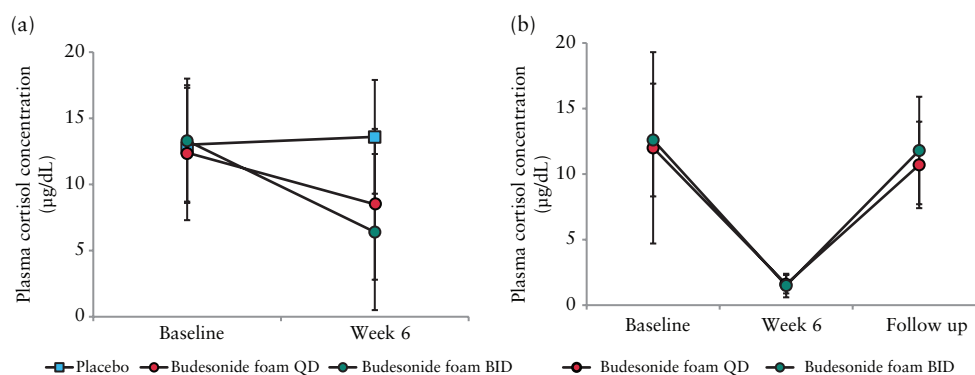 (a)
Plasma cortisol concentration
(µg/dL)
20
15
10
5
0
Baseline
Week 6
Placebo
Budesonide foam QD
Budesonide foam BID
(b)
Plasma cortisol concentration
(µg/dL)
20
15
10
5
0
Baseline
Week 6
Follow up
Budesonide foam QD
Budesonide foam BID